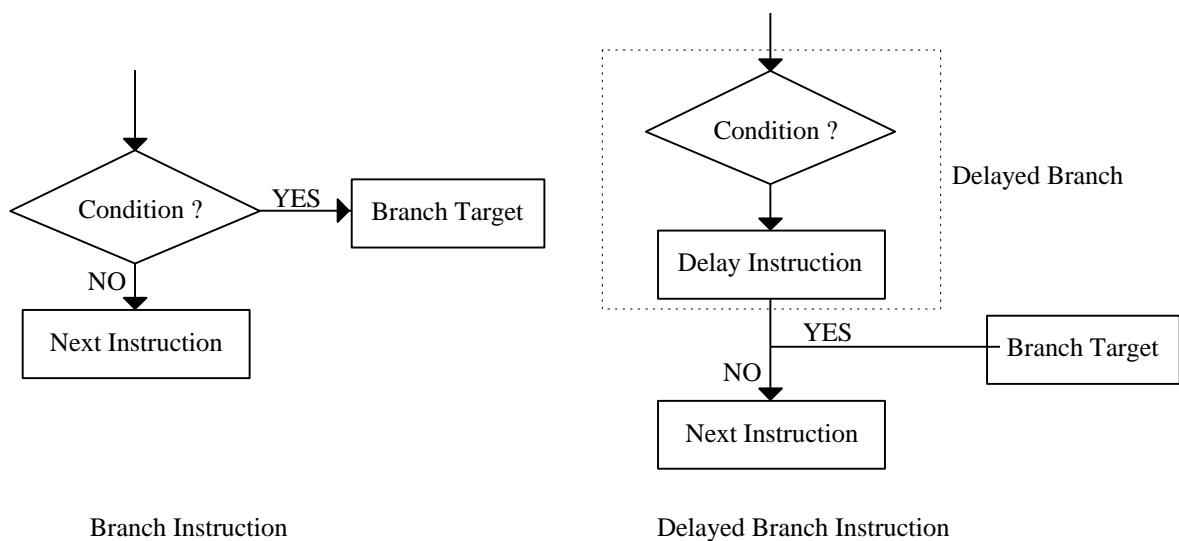 Condition ?
YES
Branch Target
NO
Next Instruction
Branch Instruction
Condition ?
Delayed Branch
Delay Instruction
YES
Branch Target
NO
Next Instruction
Delayed Branch Instruction